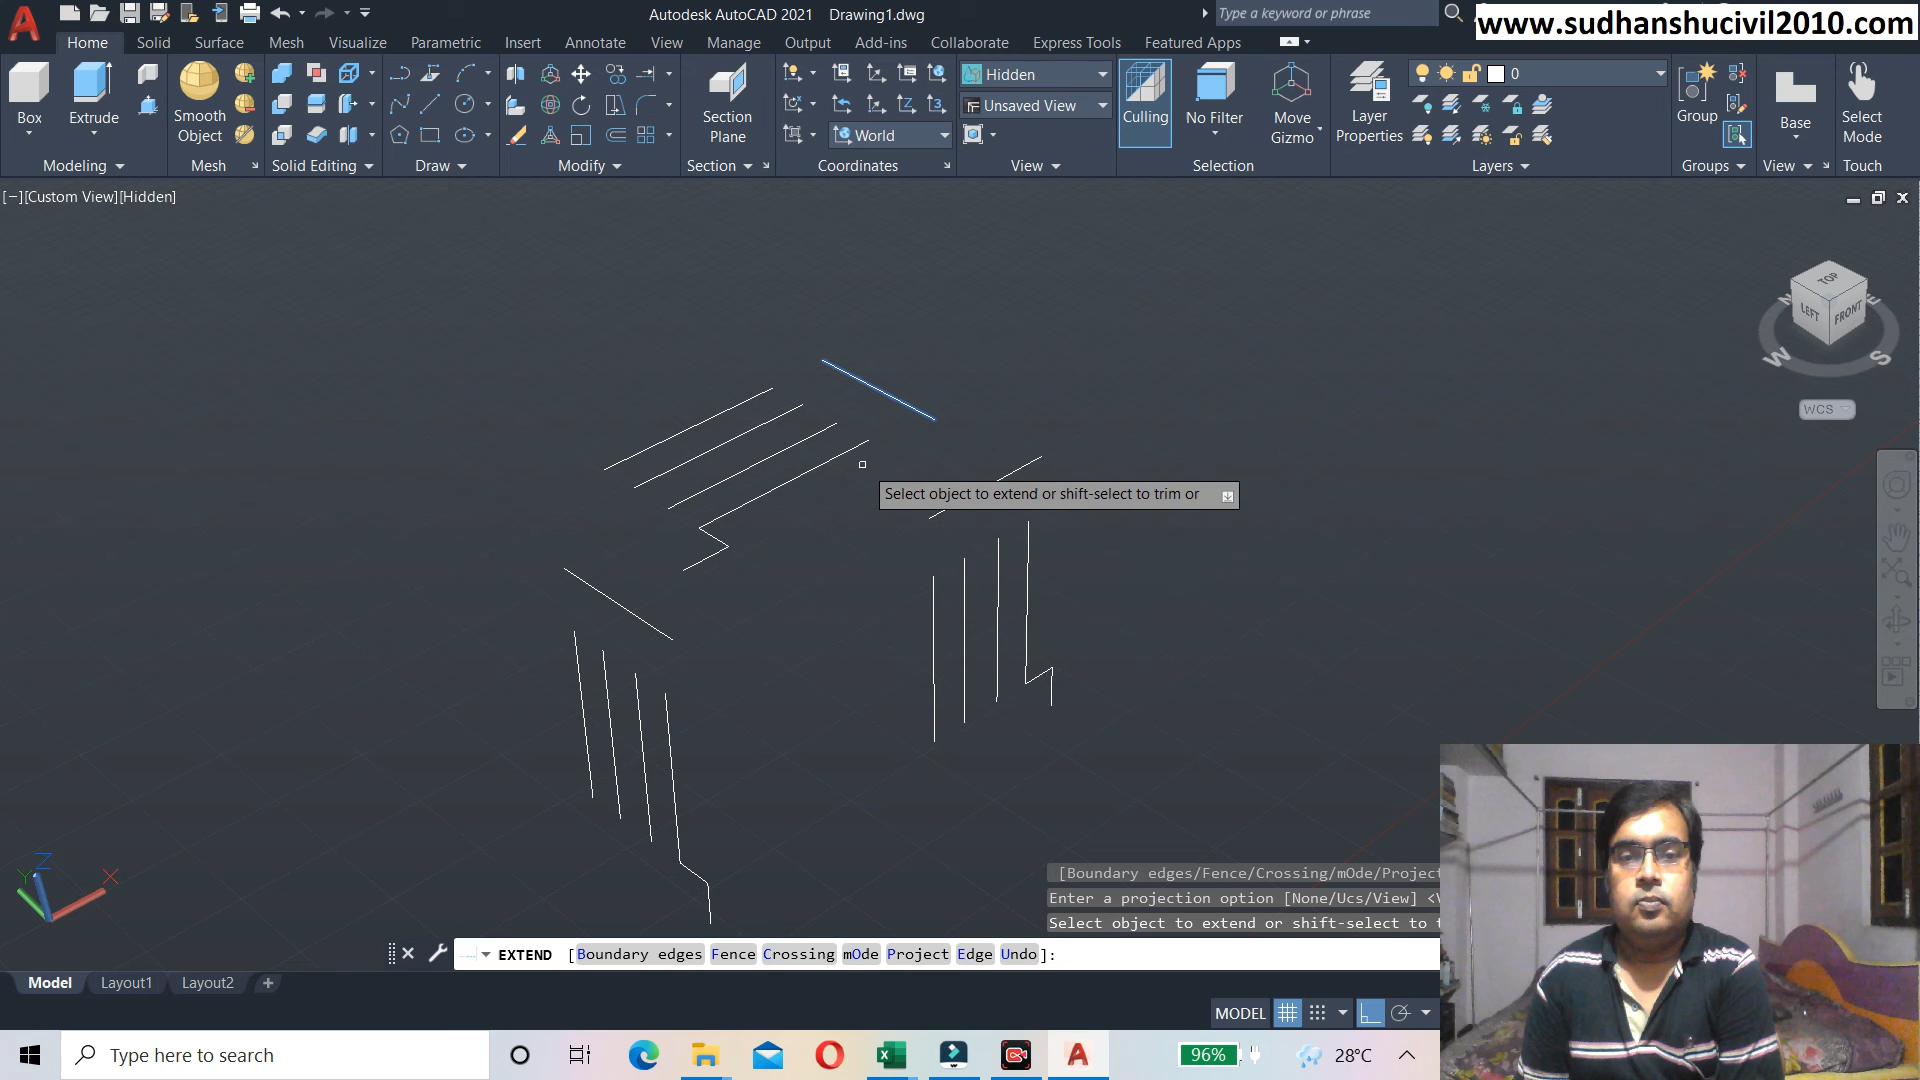 Autodesk AutoCAD 2021 Drawing1.dwg
Type a keyword or phrase
www.sudhanshucivil2010.com
Home Solid Surface Mesh Visualize Parametric Insert Annotate View Manage Output Add-ins Collaborate Express Tools Featured Apps
Box
Extrude
Smooth
Object
Section
Plane
World
Hidden
Unsaved View
Culling
No Filter
Move
Gizmo
Layer
Properties
0
Group
Base
Select
Mode
Modeling Mesh Solid Editing Draw Modify Section Coordinates View Selection Layers Groups View Touch
[−][Custom View][Hidden]
TOP
LEFT
FRONT
N
E
W
S
WCS
Select object to extend or shift-select to trim or
[Boundary edges/Fence/Crossing/mOde/Project
Enter a projection option [None/Ucs/View] <V
Select object to extend or shift-select to t
EXTEND [Boundary edges Fence Crossing mOde Project Edge Undo]:
Z
Y
X
Model Layout1 Layout2 +
MODEL
Type here to search
96%
28°C